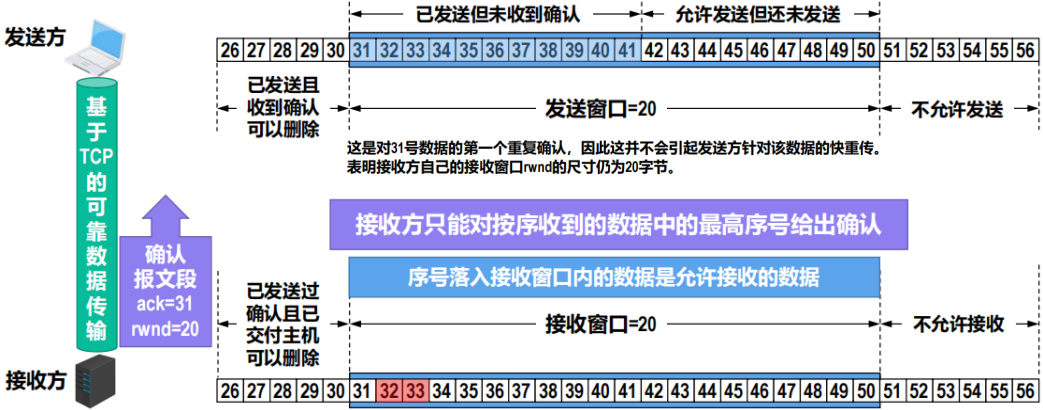 已发送但未收到确认 允许发送但还未发送
发送方
26 27 28 29 30 31 32 33 34 35 36 37 38 39 40 41 42 43 44 45 46 47 48 49 50 51 52 53 54 55 56
已发送且
收到确认
可以删除
发送窗口=20
不允许发送
这是对31号数据的第一个重复确认，因此这并不会引起发送方针对该数据的快重传。
表明接收方自己的接收窗口rwnd的尺寸仍为20字节。
基于TCP的可靠数据传输
确认
报文段
ack=31
rwnd=20
接收方只能对按序收到的数据中的最高序号给出确认
序号落入接收窗口内的数据是允许接收的数据
已发送过
确认且已
交付主机
可以删除
接收窗口=20
不允许接收
接收方
26 27 28 29 30 31 32 33 34 35 36 37 38 39 40 41 42 43 44 45 46 47 48 49 50 51 52 53 54 55 56